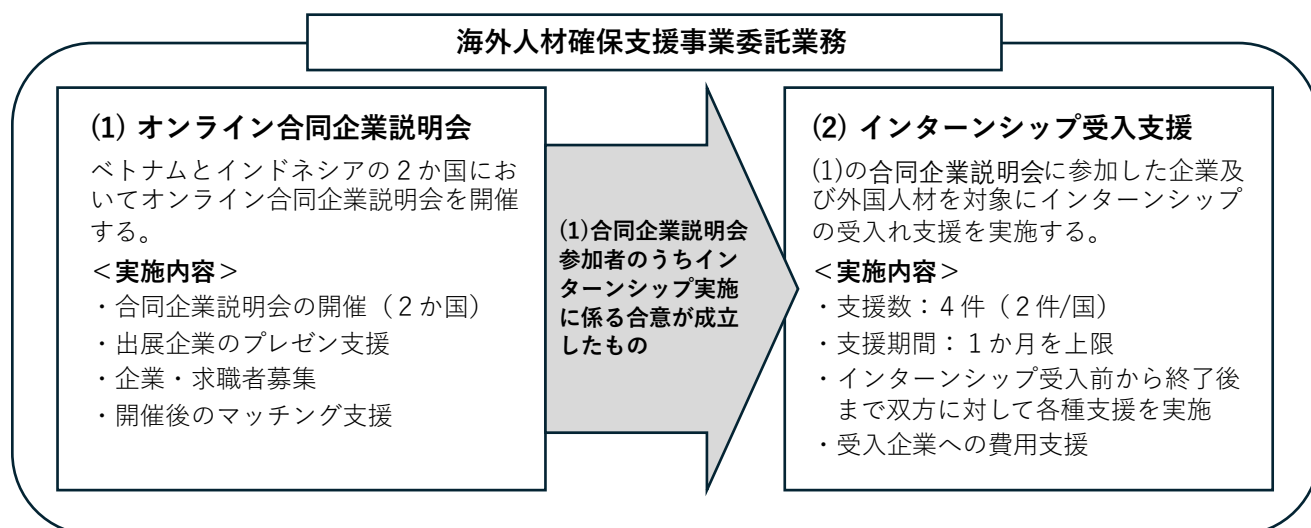 海外人材確保支援事業委託業務
(1) オンライン合同企業説明会
ベトナムとインドネシアの２か国にお
いてオンライン合同企業説明会を開催
する。
＜実施内容＞
・合同企業説明会の開催（２か国）
・出展企業のプレゼン支援
・企業・求職者募集
・開催後のマッチング支援
(1)合同企業説明会
参加者のうちイン
ターンシップ実施
に係る合意が成立
したもの
(2) インターンシップ受入支援
(1)の合同企業説明会に参加した企業及
び外国人材を対象にインターンシップ
の受入れ支援を実施する。
＜実施内容＞
・支援数：４件（２件/国）
・支援期間：１か月を上限
・インターンシップ受入前から終了後
まで双方に対して各種支援を実施
・受入企業への費用支援